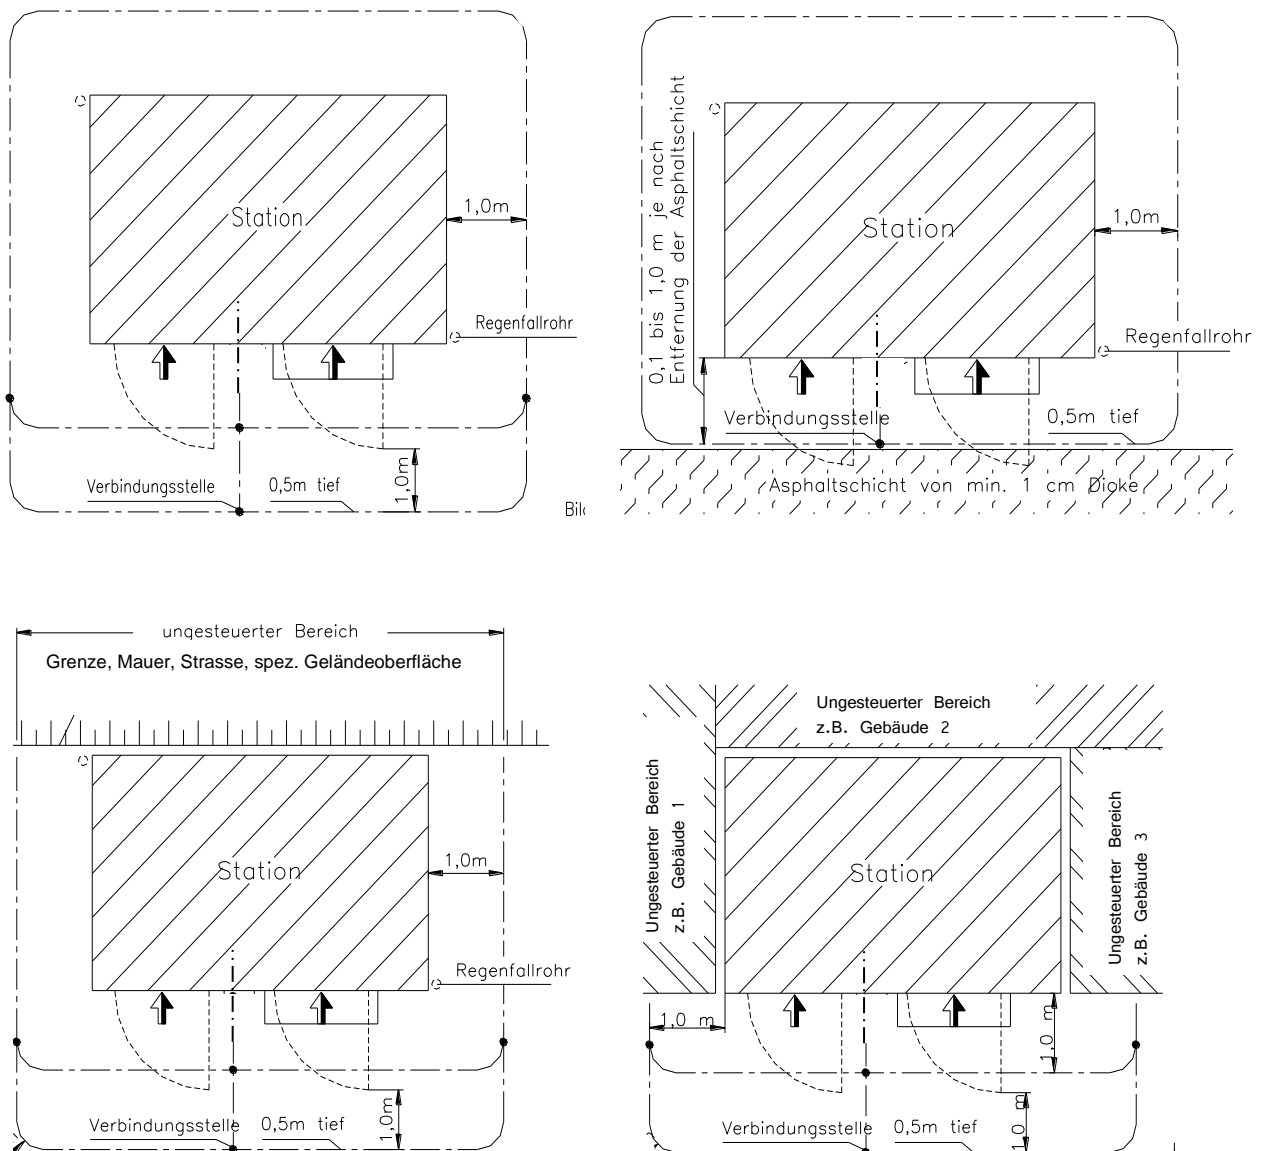 Station
1,0m
Regenfallrohr
1,0m
Verbindungsstelle
0,5m tief
0,1 bis 1,0 m je nach
Entfernung der Asphaltschicht
Station
1,0m
Regenfallrohr
Verbindungsstelle
0,5m tief
Asphaltschicht von min. 1 cm Dioke
ungesteuerter Bereich
Grenze, Mauer, Strasse, spez. Geländeoberfläche
Station
1,0m
Regenfallrohr
1,0m
Verbindungsstelle
0,5m tief
Ungesteuerter Bereich
z.B. Gebäude 2
Ungesteuerter Bereich
z.B. Gebäude 1
Ungesteuerter Bereich
z.B. Gebäude 3
Station
1,0 m
1,0 m
1,0 m
Verbindungsstelle
0,5m tief